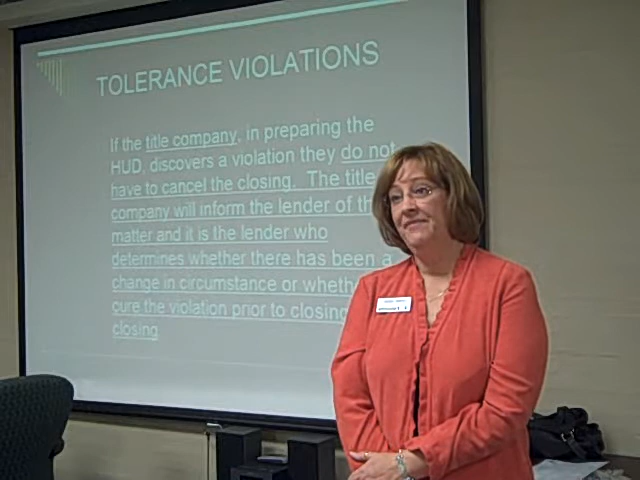 TOLERANCE VIOLATIONS
If the title company, in preparing the
HUD, discovers a violation they do not
have to cancel the closing. The title
company will inform the lender of
matter and it is the lender who
determines whether there has been a
change in circumstance or
cure the violation prior to closing
closing